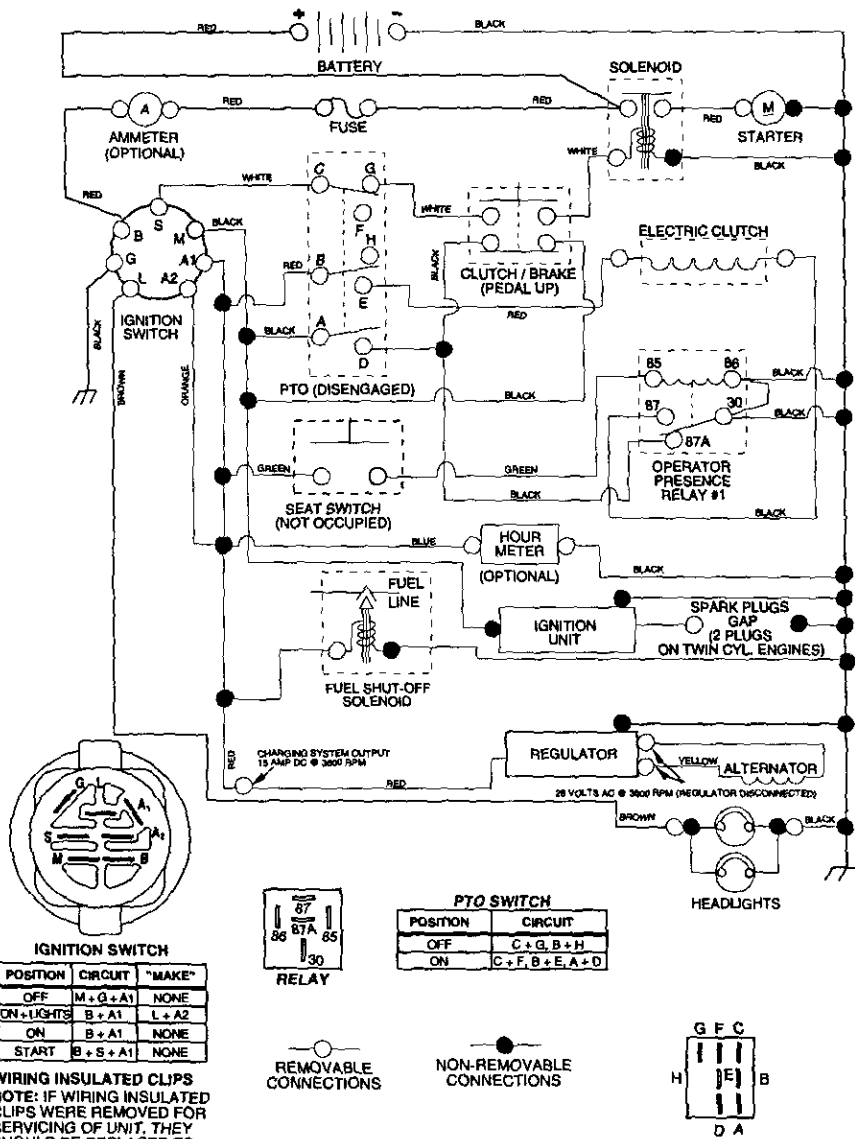 + -
RED
BLACK
BATTERY
SOLENOID
A
RED
RED
RED
M
AMMETER
(OPTIONAL)
FUSE
STARTER
WHITE
BLACK
RED
WHITE
C
G
S
BLACK
WHITE
B
M
F
ELECTRIC CLUTCH
H
G
A1
RED
B
BLACK
CLUTCH / BRAKE
(PEDAL UP)
L
A2
E
RED
IGNITION
SWITCH
BLACK
A
BLACK
D
85
86
BLACK
BROWN
ORANGE
PTO (DISENGAGED)
BLACK
87
30
BLACK
87A
GREEN
GREEN
OPERATOR
PRESENCE
RELAY #1
BLACK
BLACK
SEAT SWITCH
(NOT OCCUPIED)
BLUE
HOUR
METER
(OPTIONAL)
BLACK
FUEL
LINE
IGNITION
UNIT
SPARK PLUGS
GAP
(2 PLUGS
ON TWIN CYL. ENGINES)
FUEL SHUT-OFF
SOLENOID
RED
CHARGING SYSTEM OUTPUT
15 AMP DC @ 3600 RPM
RED
REGULATOR
YELLOW
ALTERNATOR
28 VOLTS AC @ 3600 RPM (REGULATOR DISCONNECTED)
BROWN
BLACK
HEADLIGHTS
G L
A1
S
A2
M
B
IGNITION SWITCH
POSITION CIRCUIT "MAKE"
OFF M + G + A1 NONE
ON + LIGHTS B + A1 L + A2
ON B + A1 NONE
START B + S + A1 NONE
87
86 87A 85
30
RELAY
PTO SWITCH
POSITION CIRCUIT
OFF C + G, B + H
ON C + F, B + E, A + D
REMOVABLE
CONNECTIONS
NON-REMOVABLE
CONNECTIONS
G F C
H E B
D A
WIRING INSULATED CLIPS
NOTE: IF WIRING INSULATED
CLIPS WERE REMOVED FOR
SERVICING OF UNIT, THEY